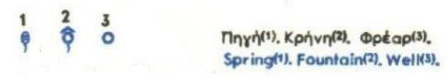 1 2 3
Πηγή(1). Κρήνη(2). Φρέαρ(3).
Spring(1). Fountain(2). Well(3).